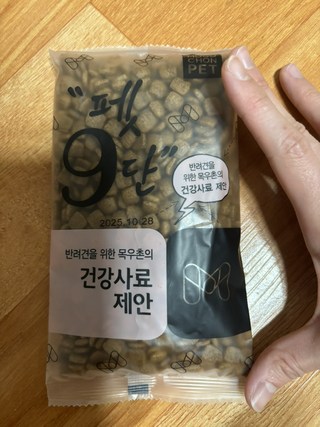 CHON
PET
"펫
9단"
반려견을
위한 목우촌의
건강사료 제안
2025.10.28
반려견을 위한 목우촌의
건강사료
제안